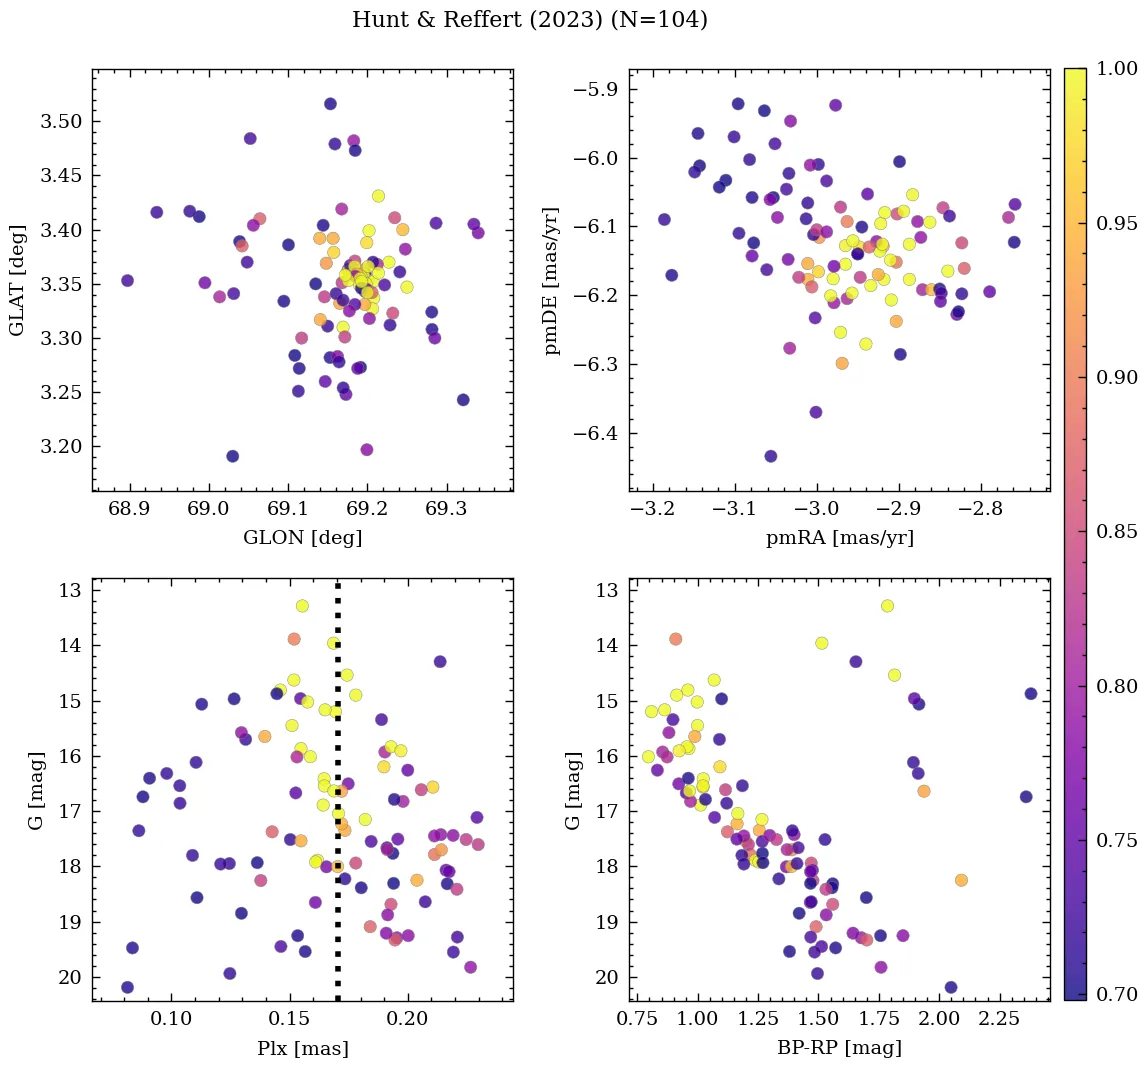 Hunt & Reffert (2023) (N=104)
3.50
3.45
3.40
3.35
3.30
3.25
3.20
GLAT [deg]
68.9 69.0 69.1 69.2 69.3
GLON [deg]
−5.9
−6.0
−6.1
−6.2
−6.3
−6.4
pmDE [mas/yr]
−3.2 −3.1 −3.0 −2.9 −2.8
pmRA [mas/yr]
13
14
15
16
17
18
19
20
G [mag]
0.10 0.15 0.20
Plx [mas]
13
14
15
16
17
18
19
20
G [mag]
0.75 1.00 1.25 1.50 1.75 2.00 2.25
BP-RP [mag]
1.00
0.95
0.90
0.85
0.80
0.75
0.70